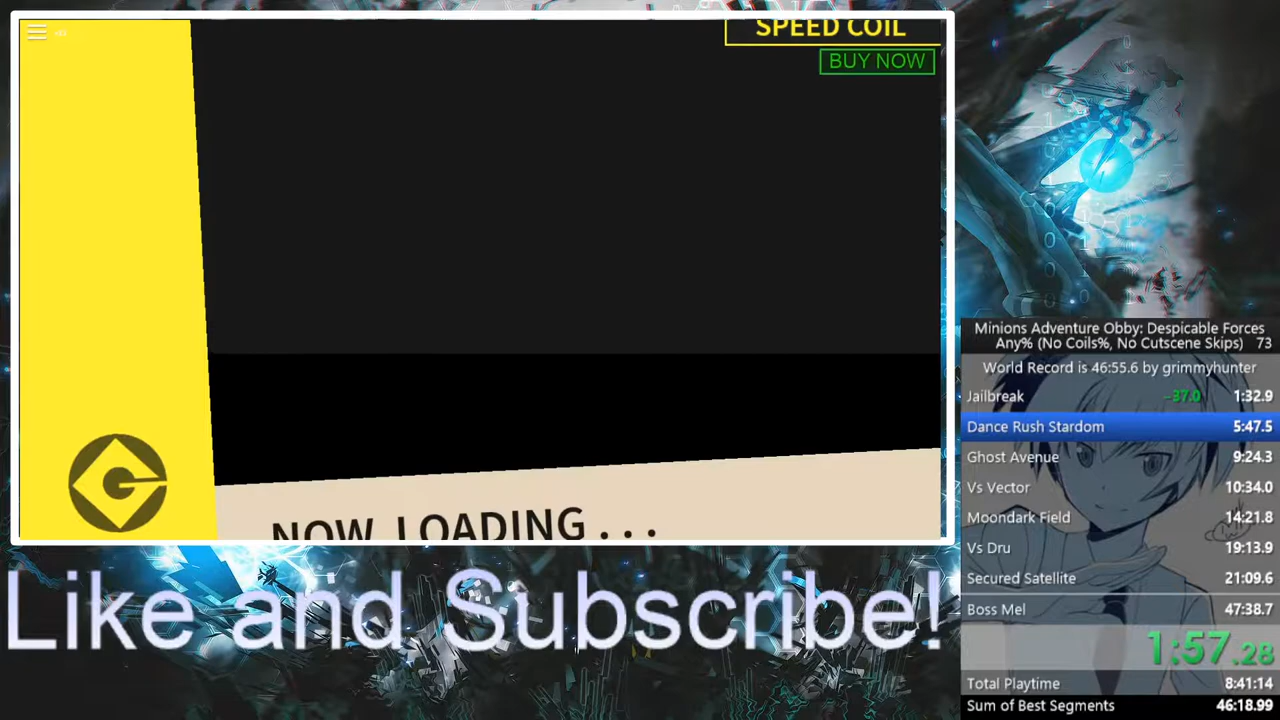 SPEED COIL
BUY NOW
NOW LOADING...
Like and Subscribe!
Minions Adventure Obby: Despicable Forces
Any% (No Coils%, No Cutscene Skips) 73
World Record is 46:55.6 by grimmyhunter
Jailbreak -37.0 1:32.9
Dance Rush Stardom 5:47.5
Ghost Avenue 9:24.3
Vs Vector 10:34.0
Moondark Field 14:21.8
Vs Dru 19:13.9
Secured Satellite 21:09.6
Boss Mel 47:38.7
1:57.28
Total Playtime 8:41:14
Sum of Best Segments 46:18.99